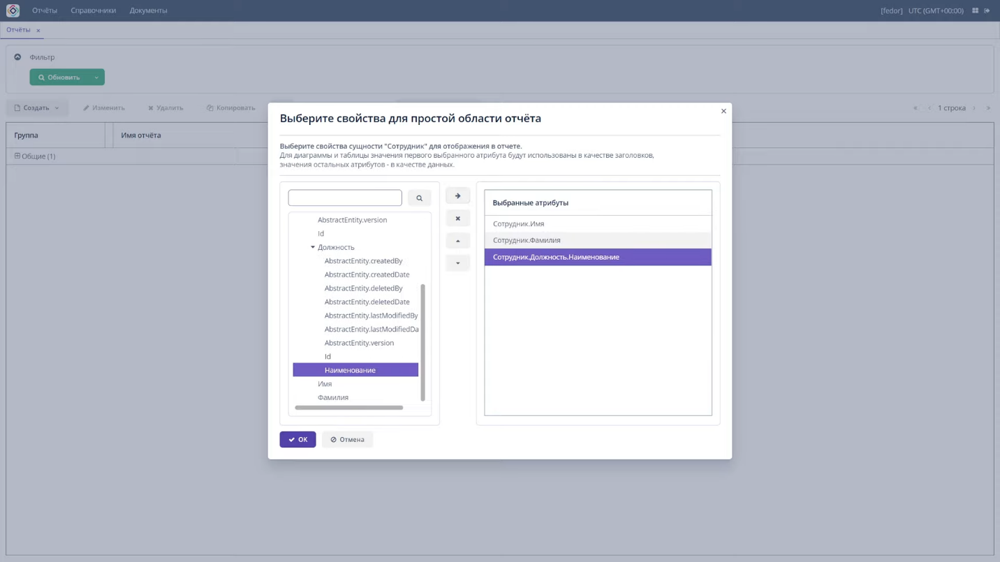 Отчёты Справочники Документы [fedor] UTC (GMT+00:00)
Отчёты
Фильтр
Обновить
Создать Изменить Удалить Копировать 1 строка
Группа Имя отчёта
Общие (1)
Выберите свойства для простой области отчёта
Выберите свойства сущности "Сотрудник" для отображения в отчете.
Для диаграммы и таблицы значения первого выбранного атрибута будут использованы в качестве заголовков,
значения остальных атрибутов - в качестве данных.
AbstractEntity.version
Id
Должность
AbstractEntity.createdBy
AbstractEntity.createdDate
AbstractEntity.deletedBy
AbstractEntity.deletedDate
AbstractEntity.lastModifiedBy
AbstractEntity.lastModifiedDa
AbstractEntity.version
Id
Наименование
Имя
Фамилия
Выбранные атрибуты
Сотрудник.Имя
Сотрудник.Фамилия
Сотрудник.Должность.Наименование
OK Отмена